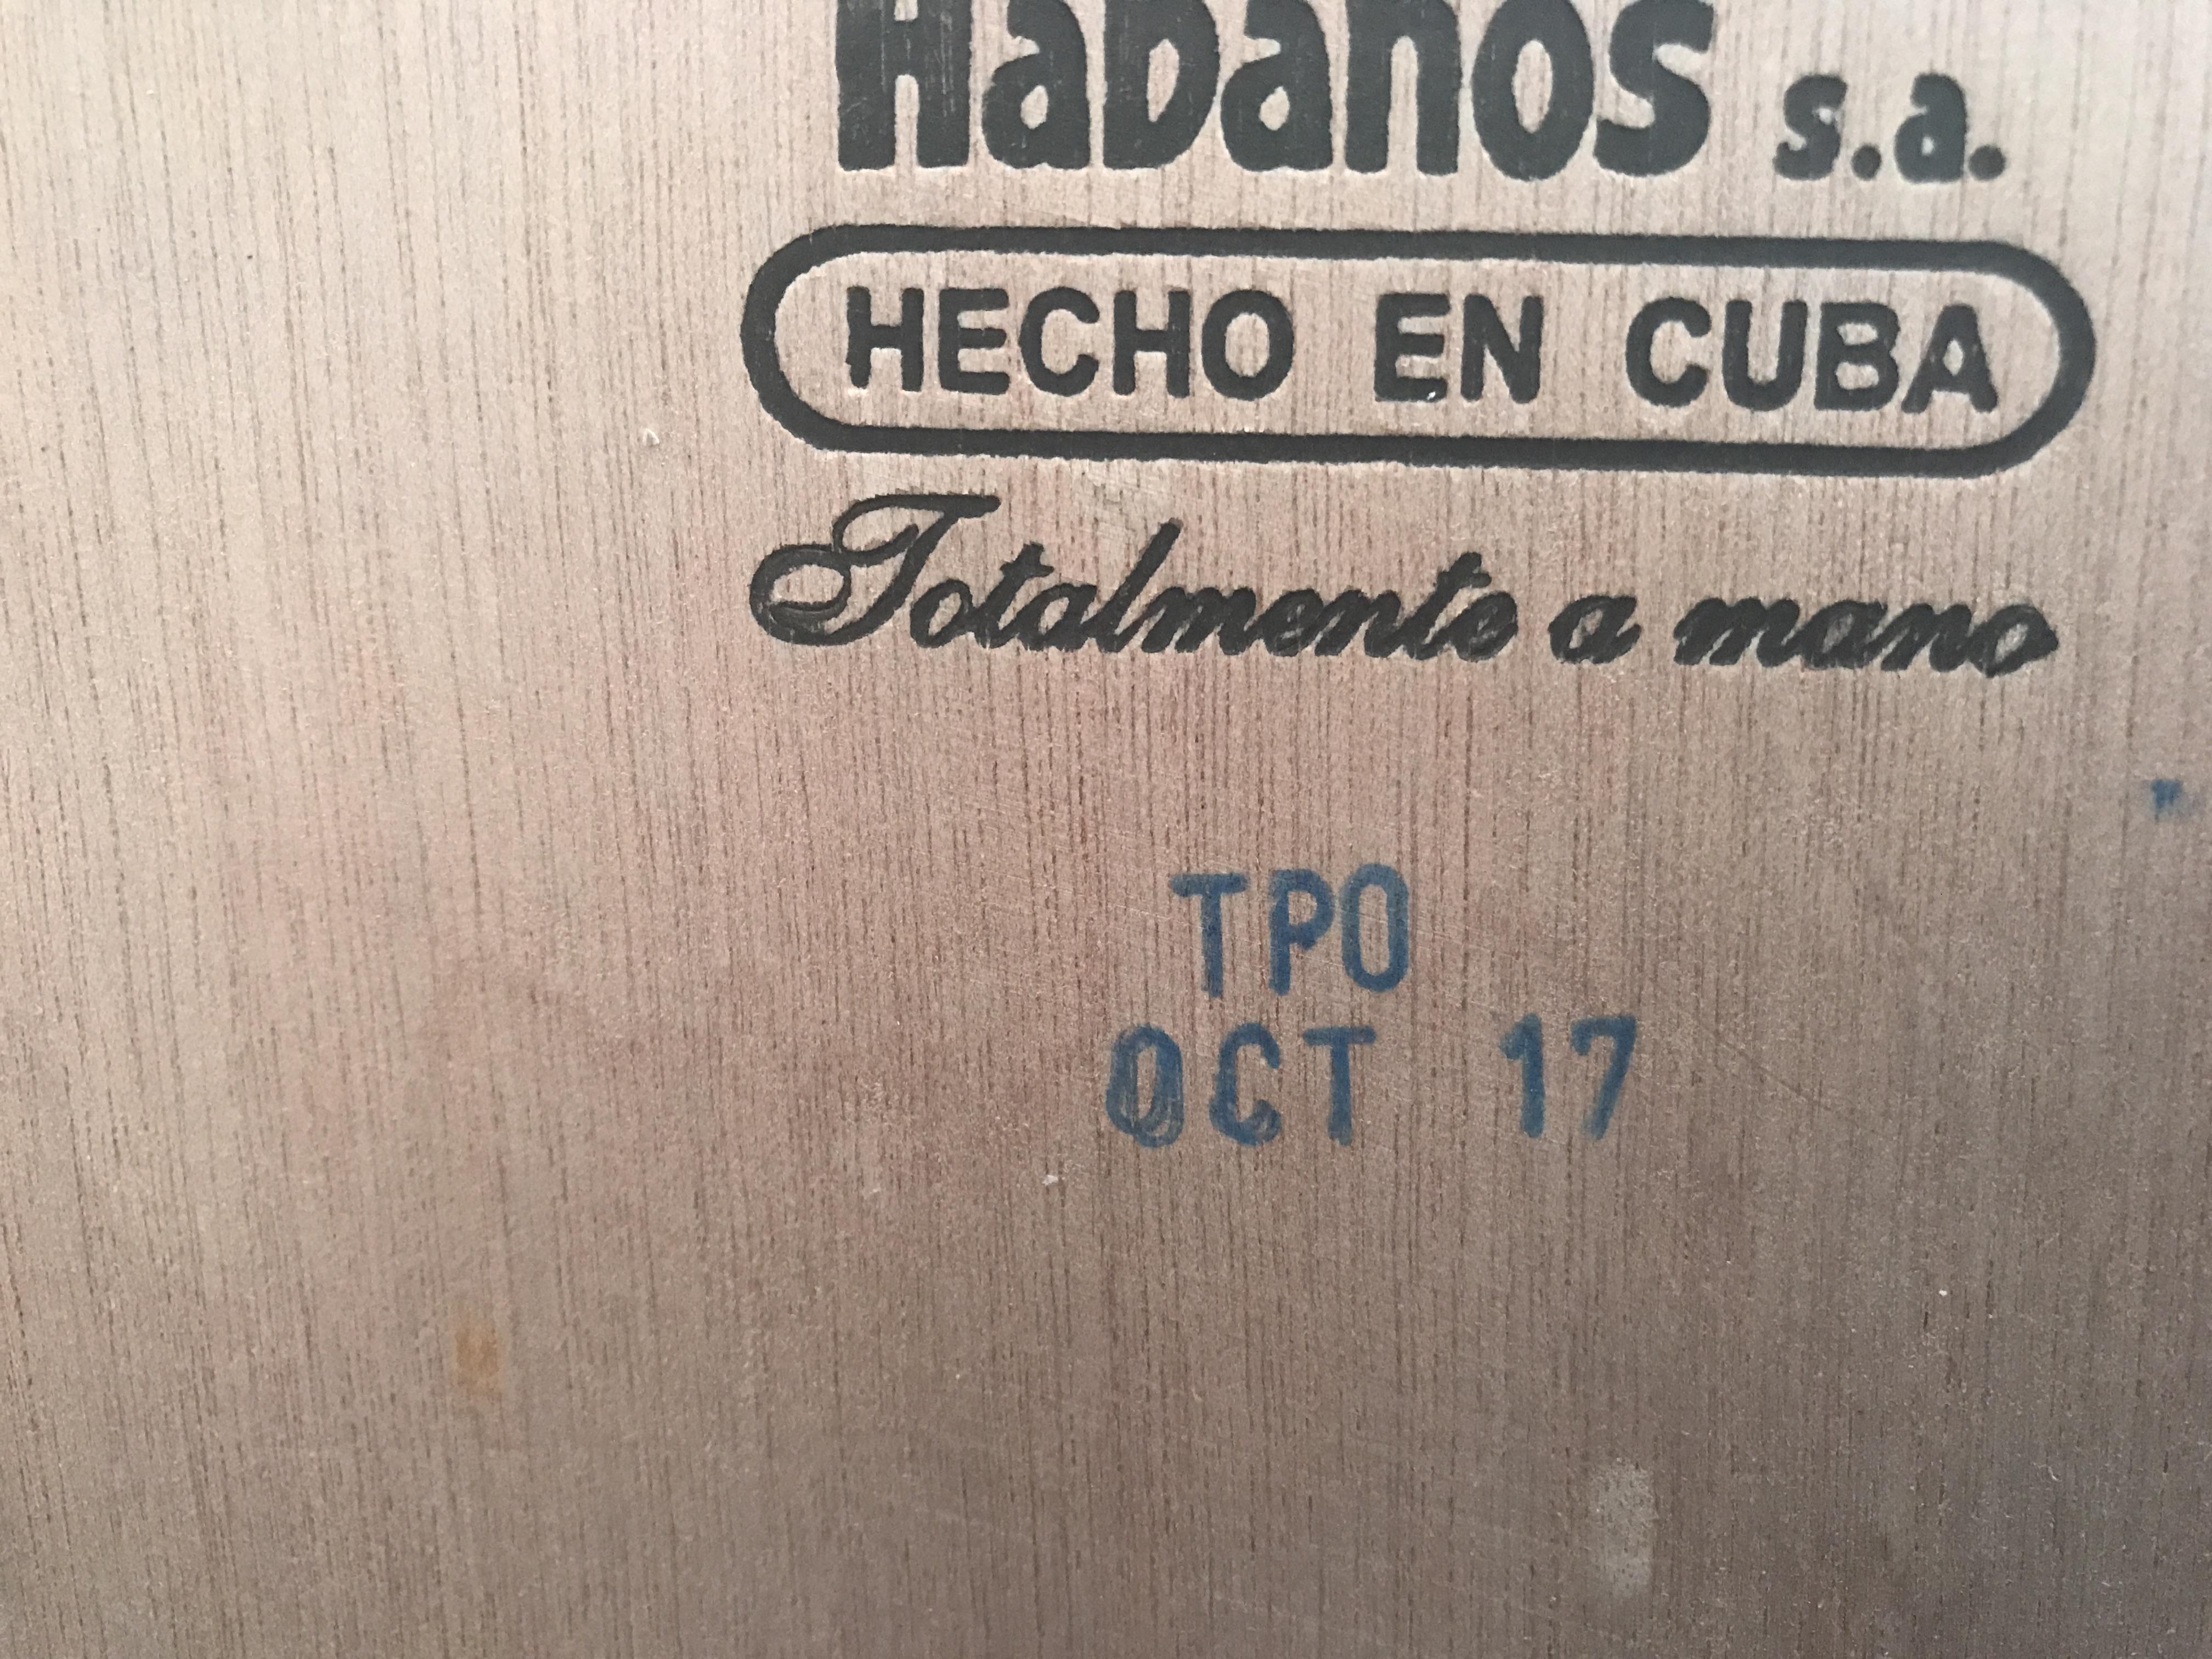 Habanos s.a.
HECHO EN CUBA
Totalmente a mano
TPO
OCT 17